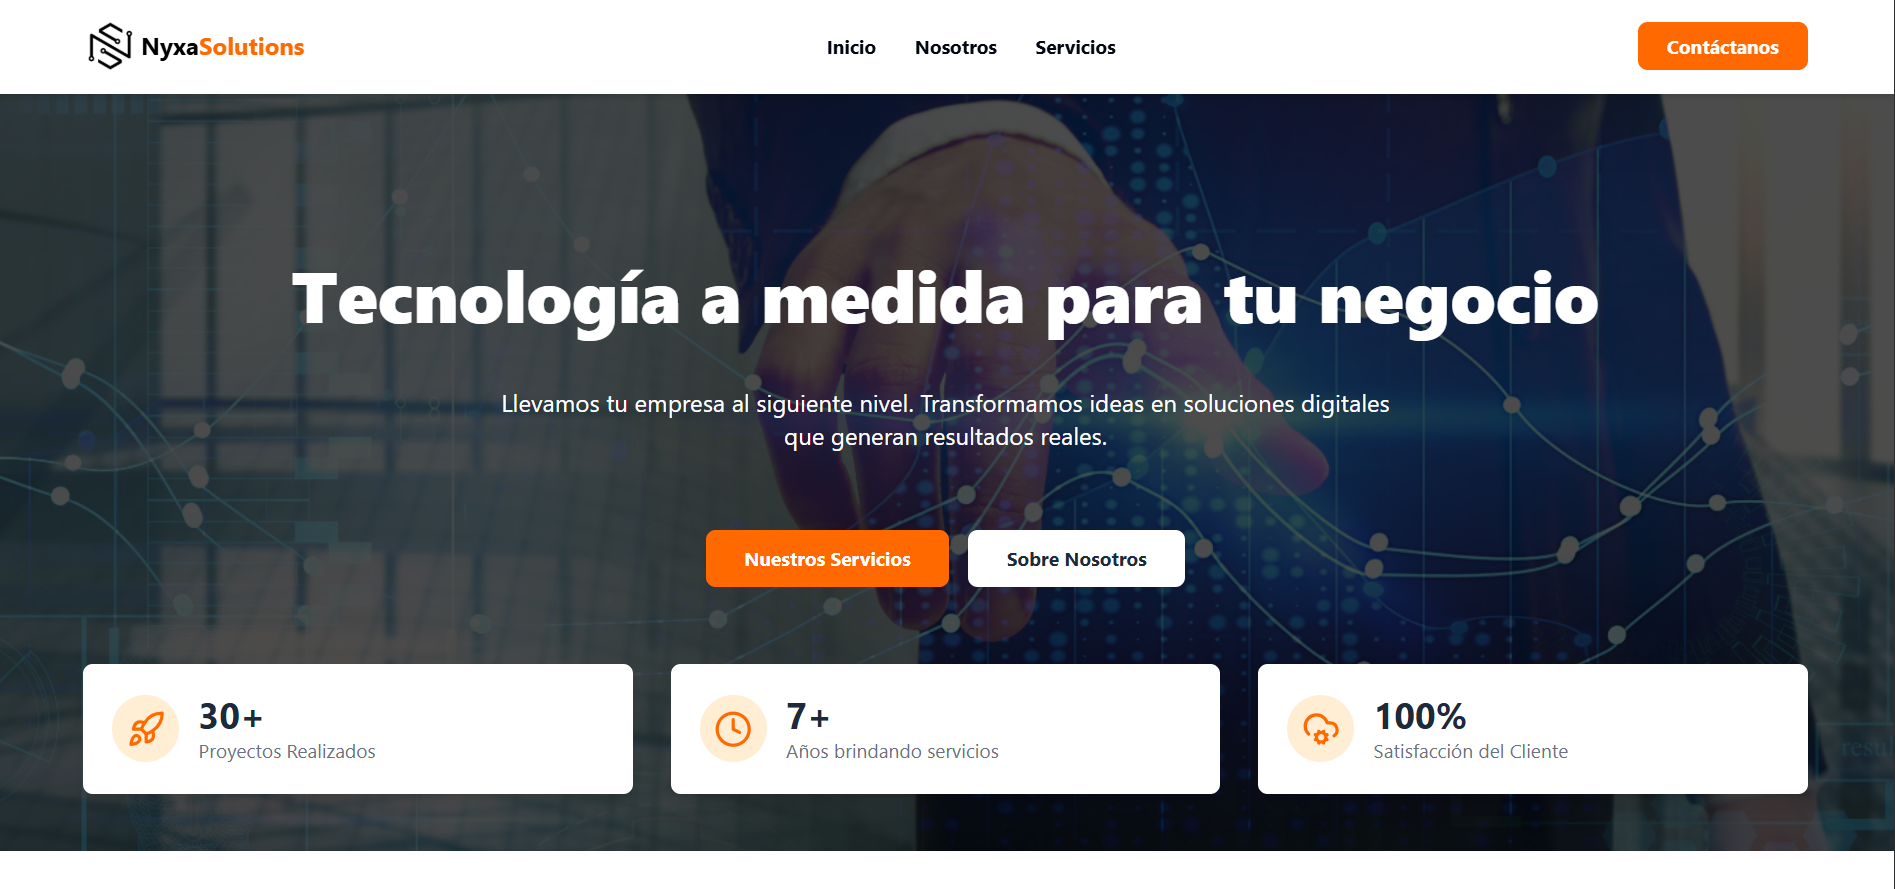 NyxaSolutions
Inicio
Nosotros
Servicios
Contáctanos
Tecnología a medida para tu negocio
Llevamos tu empresa al siguiente nivel. Transformamos ideas en soluciones digitales
que generan resultados reales.
Nuestros Servicios
Sobre Nosotros
30+
Proyectos Realizados
7+
Años brindando servicios
100%
Satisfacción del Cliente